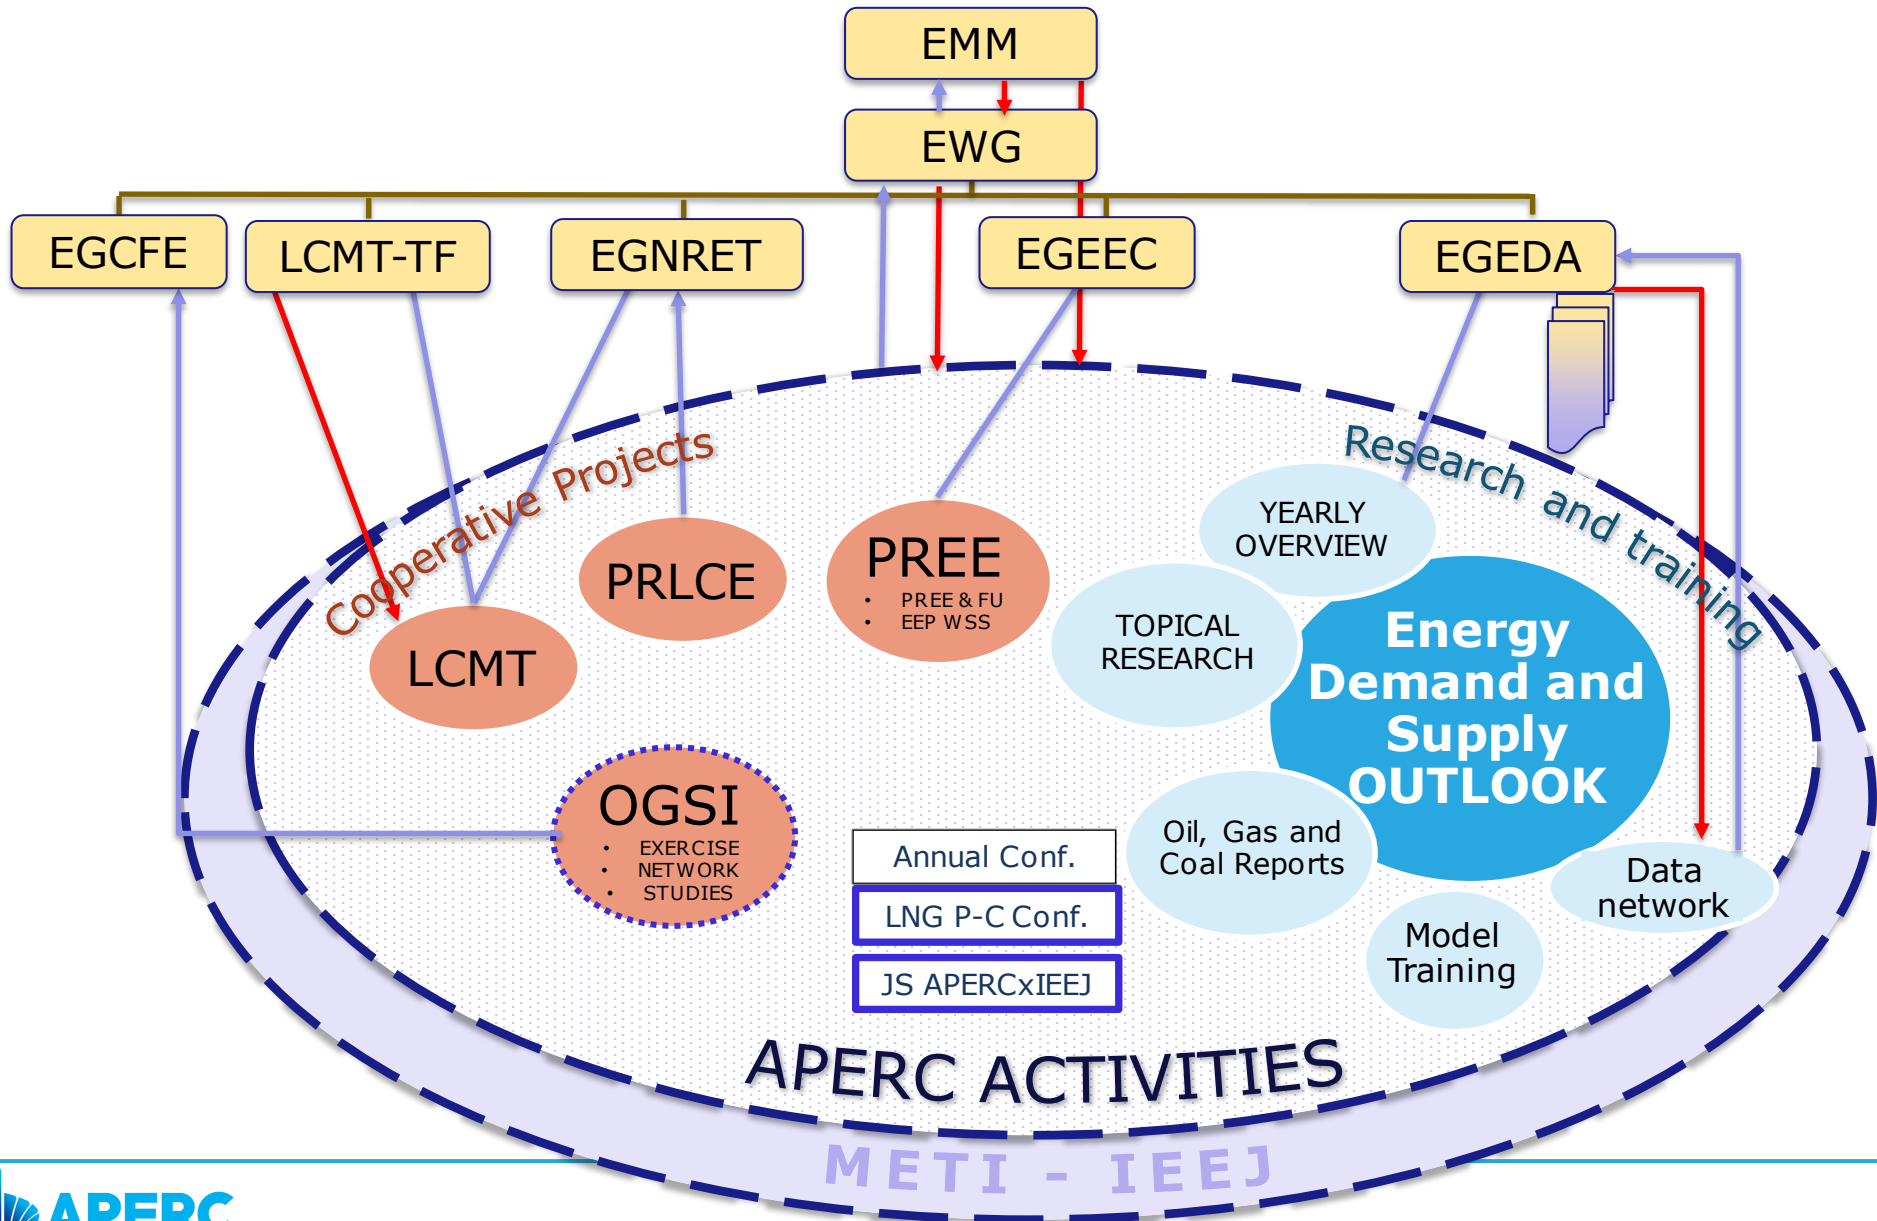 EMM
EWG
EGCFE
LCMT-TF
EGNRET
EGEEC
EGEDA
Cooperative Projects
Research and training
LCMT
PRLCE
PREE
• PREE & FU
• EEP WSS
YEARLY
OVERVIEW
TOPICAL
RESEARCH
Energy
Demand and
Supply
OUTLOOK
OGSI
• EXERCISE
• NETWORK
• STUDIES
Annual Conf.
LNG P-C Conf.
JS APERCxIEEJ
Oil, Gas and
Coal Reports
Data
network
Model
Training
APERC ACTIVITIES
METI - IEEJ
APERC